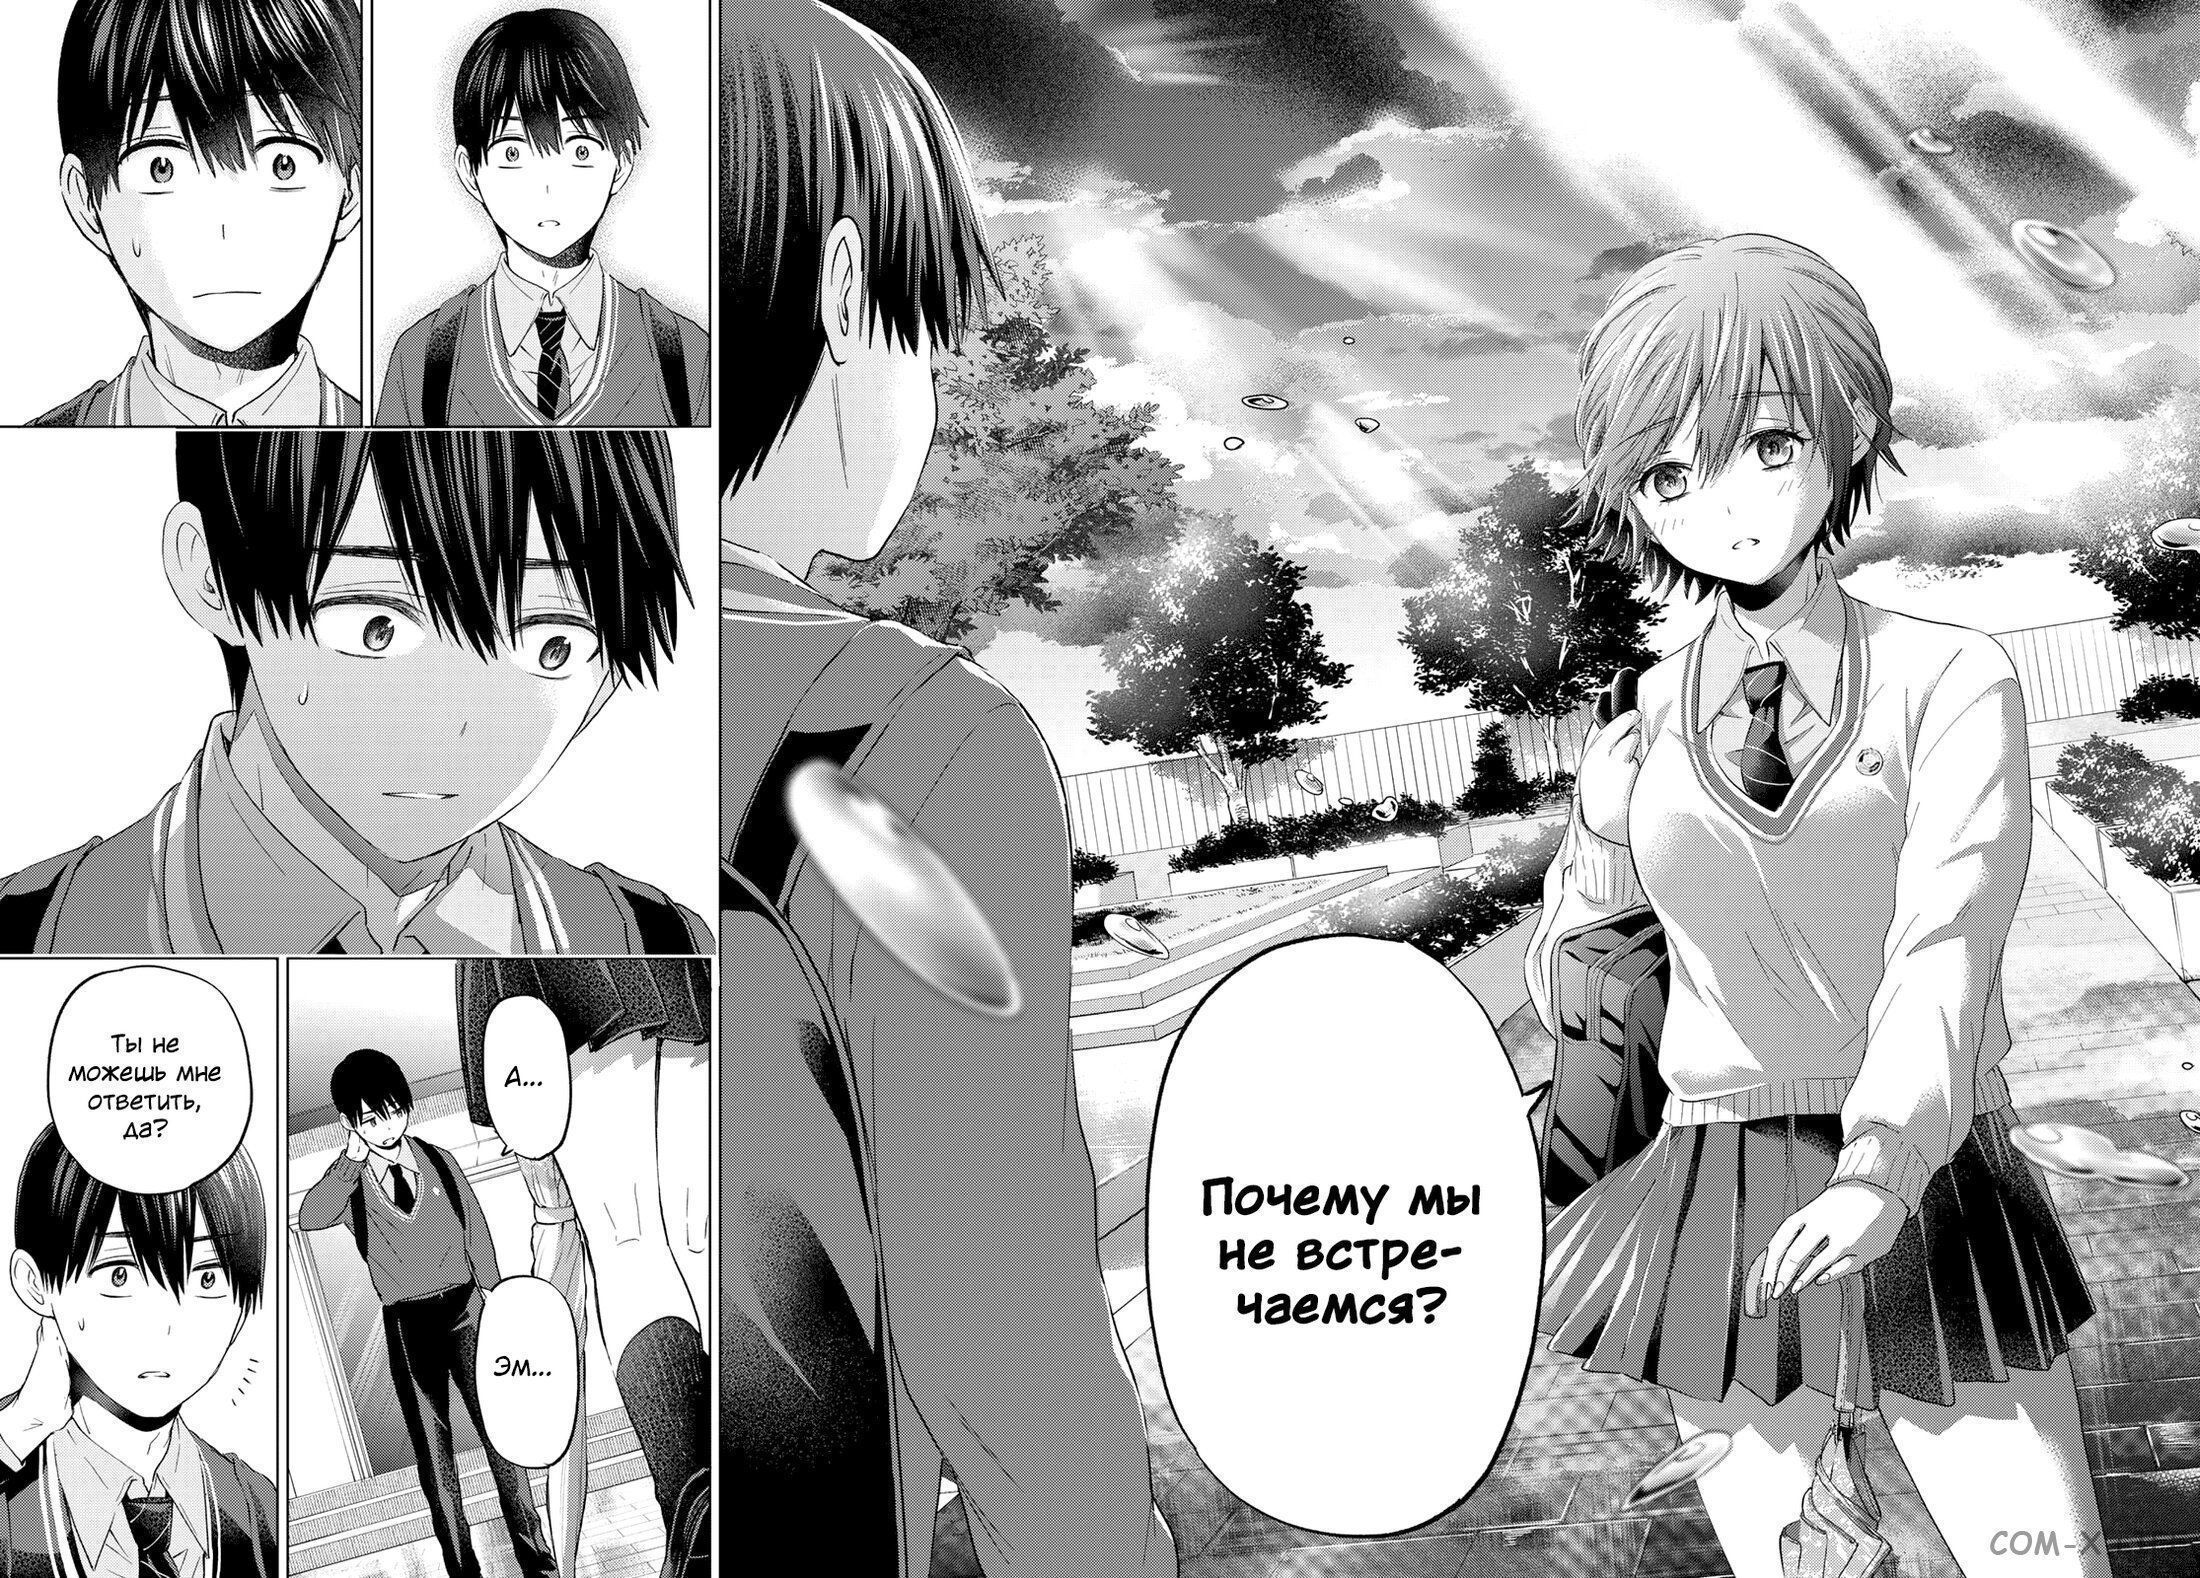 Почему мы
не встре-
чаемся?
А...
Эм...
Ты не
можешь мне
ответить,
да?
COM-X